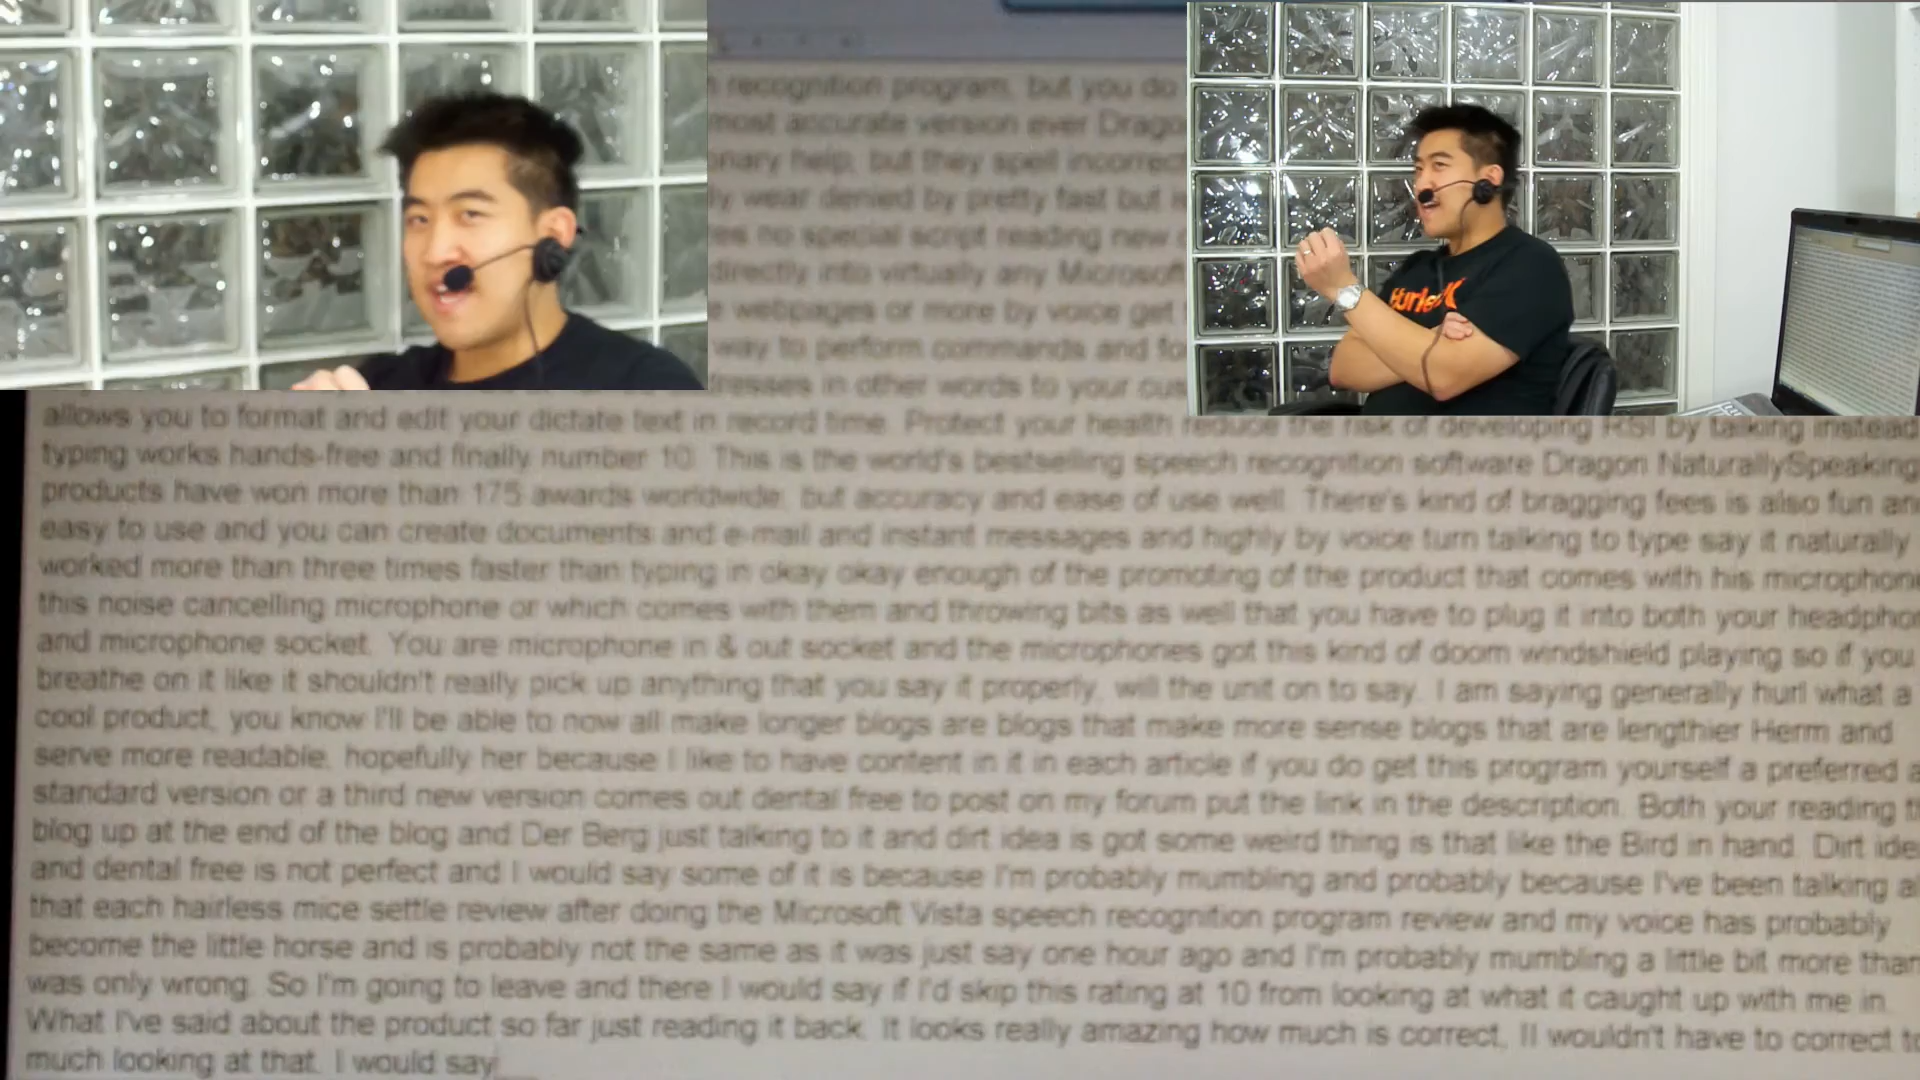 recognition program, but you do
most accurate version ever Drago
onary help, but they spell incorrect
ly wear denied by pretty fast but
es no special script reading new
directly into virtually any Microsoft
webpages or more by voice get
way to perform commands and fo
resses in other words to your cus
Hurley
allows you to format and edit your dictate text in record time. Protect your health reduce the risk of developing RSI by talking instead
typing works hands-free and finally number 10. This is the world's bestselling speech recognition software Dragon NaturallySpeaking
products have won more than 175 awards worldwide, but accuracy and ease of use well. There's kind of bragging fees is also fun an
easy to use and you can create documents and e-mail and instant messages and highly by voice turn talking to type say it naturally
worked more than three times faster than typing in okay okay enough of the promoting of the product that comes with his microphon
this noise cancelling microphone or which comes with them and throwing bits as well that you have to plug it into both your headphon
and microphone socket. You are microphone in & out socket and the microphones got this kind of doom windshield playing so if you
breathe on it like it shouldn't really pick up anything that you say it properly, will the unit on to say. I am saying generally hurl what a
cool product, you know I'll be able to now all make longer blogs are blogs that make more sense blogs that are lengthier Herm and
serve more readable, hopefully her because I like to have content in it in each article if you do get this program yourself a preferred a
standard version or a third new version comes out dental free to post on my forum put the link in the description. Both your reading th
blog up at the end of the blog and Der Berg just talking to it and dirt idea is got some weird thing is that like the Bird in hand. Dirt ide
and dental free is not perfect and I would say some of it is because I'm probably mumbling and probably because I've been talking a
that each hairless mice settle review after doing the Microsoft Vista speech recognition program review and my voice has probably
become the little horse and is probably not the same as it was just say one hour ago and I'm probably mumbling a little bit more than
was only wrong. So I'm going to leave and there I would say if I'd skip this rating at 10 from looking at what it caught up with me in.
What I've said about the product so far just reading it back. It looks really amazing how much is correct, II wouldn't have to correct to
much looking at that. I would say